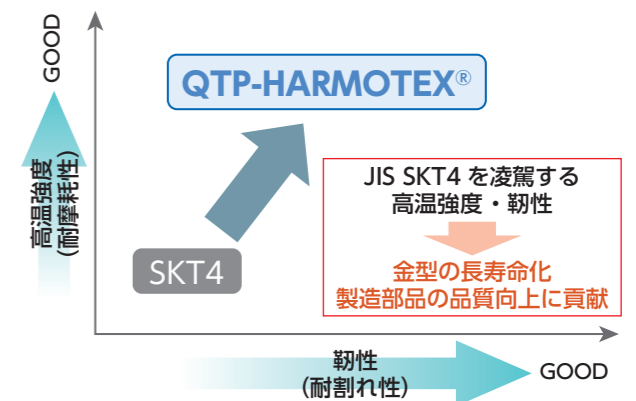 GOOD
高温強度
(耐摩耗性)
QTP-HARMOTEX®
SKT4
JIS SKT4 を凌駕する
高温強度・靭性
金型の長寿命化
製造部品の品質向上に貢献
靭性
(耐割れ性)
GOOD